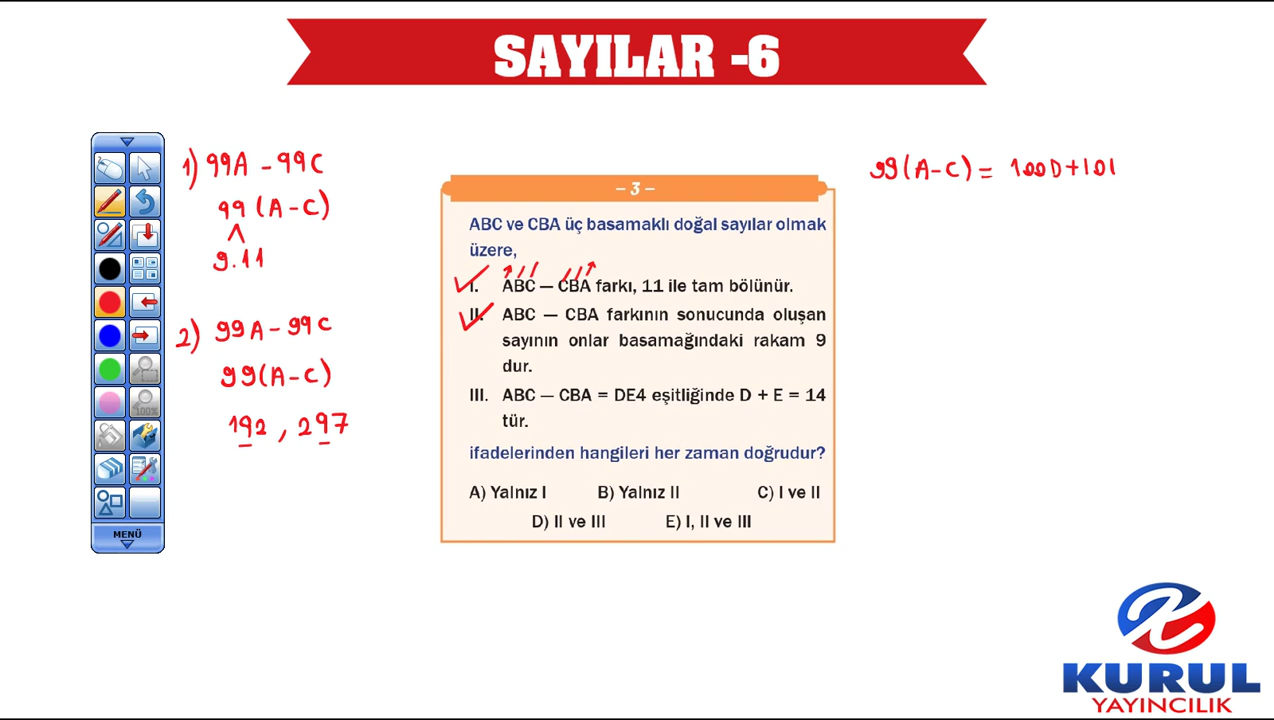 SAYILAR -6
1) 99A - 99C
99 (A - C)
9.11
2) 99A - 99C
99(A - C)
192 , 297
99(A - C) = 100D + 10
- 3 -
ABC ve CBA üç basamaklı doğal sayılar olmak
üzere,
I. ABC — CBA farkı, 11 ile tam bölünür.
II. ABC — CBA farkının sonucunda oluşan
sayının onlar basamağındaki rakam 9
dur.
III. ABC — CBA = DE4 eşitliğinde D + E = 14
tür.
ifadelerinden hangileri her zaman doğrudur?
A) Yalnız I B) Yalnız II C) I ve II
D) II ve III E) I, II ve III
100%
MENÜ
KURUL
YAYINCILIK